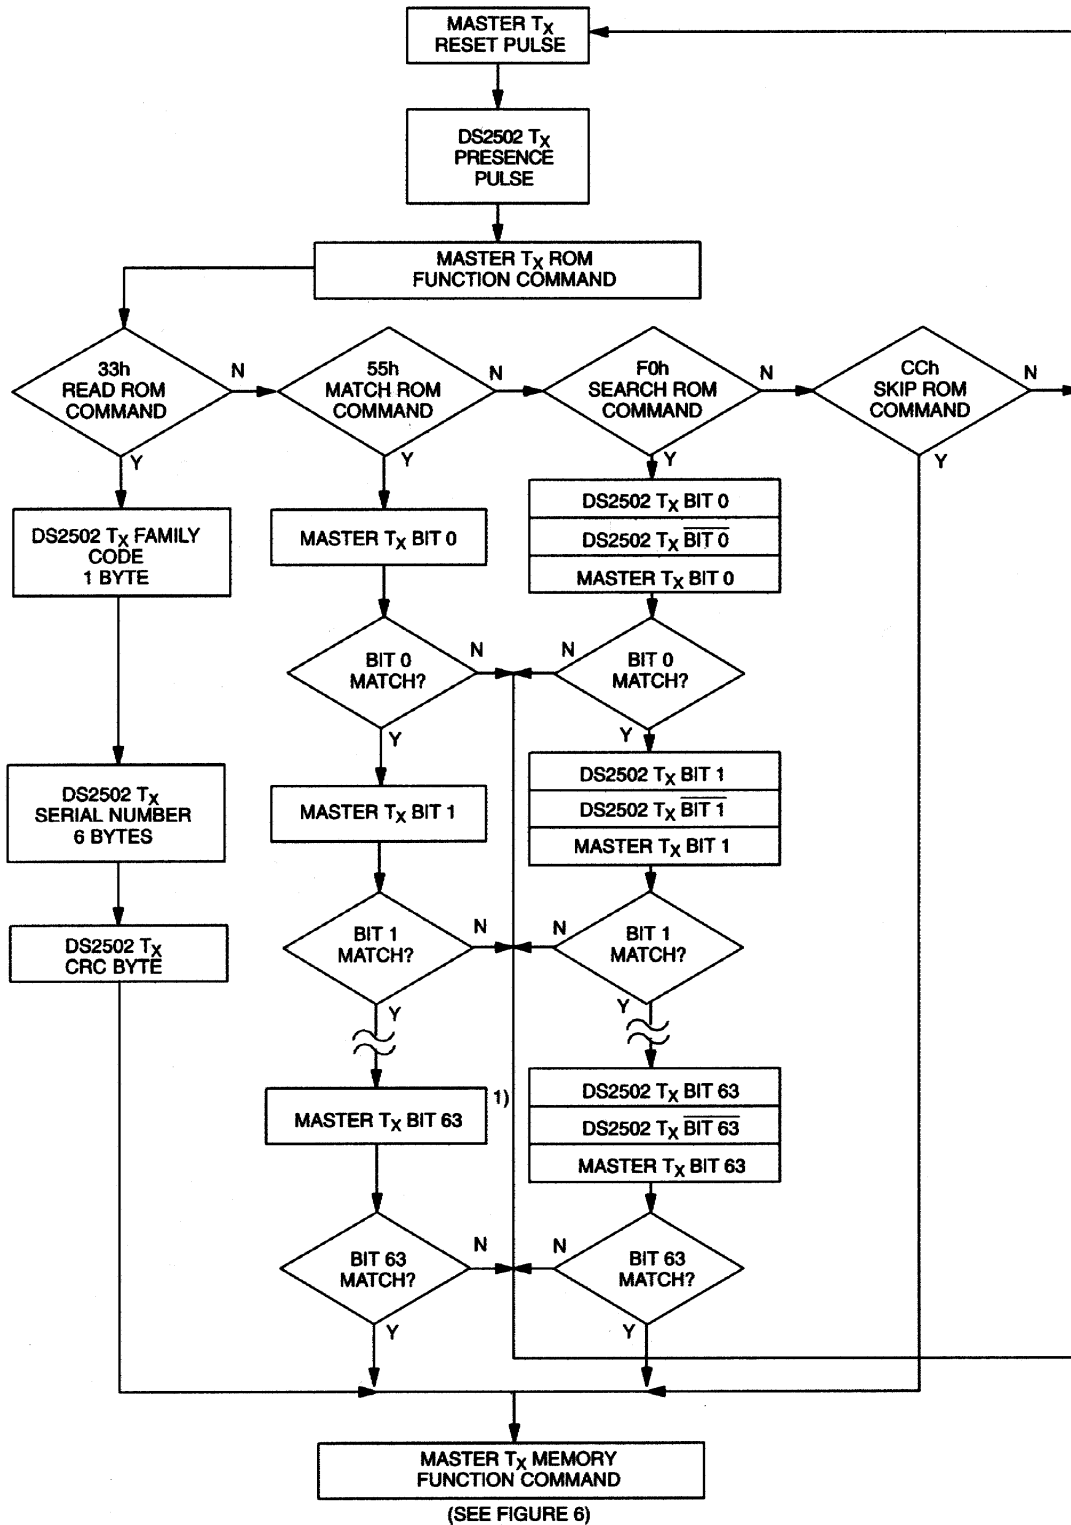 MASTER TX
RESET PULSE
DS2502 TX
PRESENCE
PULSE
MASTER TX ROM
FUNCTION COMMAND
33h
READ ROM
COMMAND
N
Y
55h
MATCH ROM
COMMAND
N
Y
F0h
SEARCH ROM
COMMAND
N
Y
CCh
SKIP ROM
COMMAND
N
Y
DS2502 TX FAMILY
CODE
1 BYTE
DS2502 TX
SERIAL NUMBER
6 BYTES
DS2502 TX
CRC BYTE
MASTER TX BIT 0
BIT 0
MATCH?
N
Y
MASTER TX BIT 1
BIT 1
MATCH?
N
Y
MASTER TX BIT 63
1)
BIT 63
MATCH?
N
Y
DS2502 TX BIT 0
DS2502 TX B̅I̅T̅ ̅0̅
MASTER TX BIT 0
BIT 0
MATCH?
N
Y
DS2502 TX BIT 1
DS2502 TX B̅I̅T̅ ̅1̅
MASTER TX BIT 1
BIT 1
MATCH?
N
Y
DS2502 TX BIT 63
DS2502 TX B̅I̅T̅ ̅6̅3̅
MASTER TX BIT 63
BIT 63
MATCH?
N
Y
MASTER TX MEMORY
FUNCTION COMMAND
(SEE FIGURE 6)